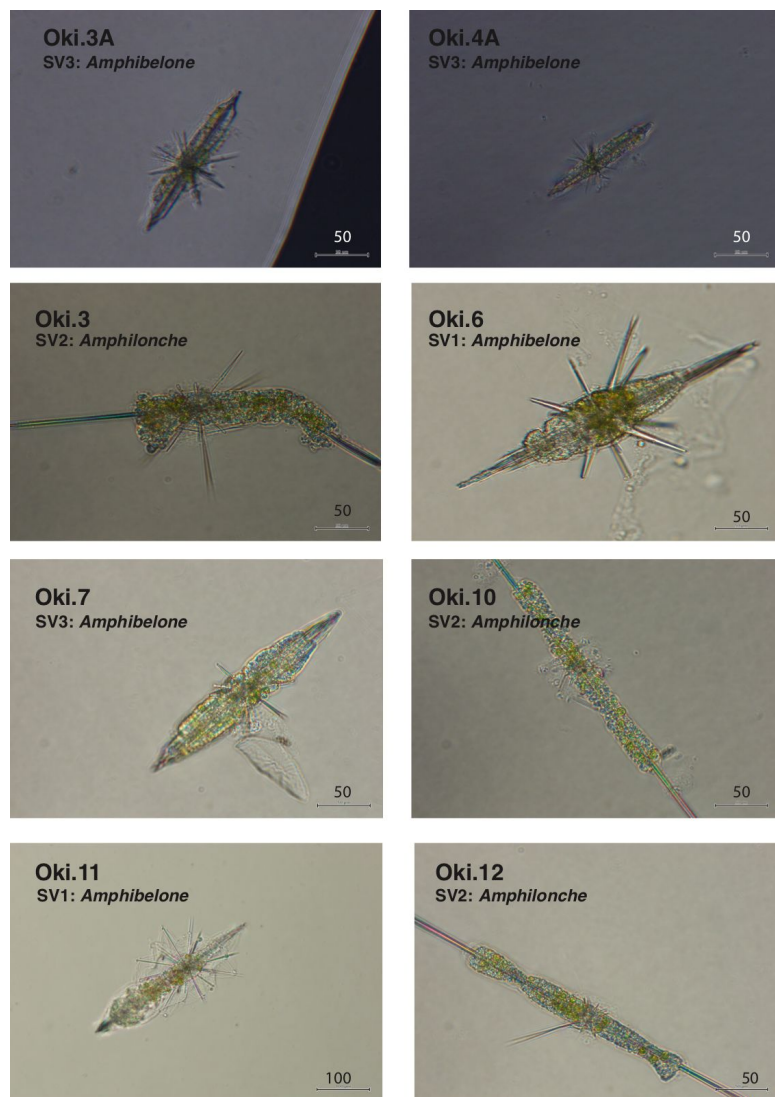 Oki.3A
SV3: Amphibelone
50
Oki.4A
SV3: Amphibelone
50
Oki.3
SV2: Amphilonche
50
Oki.6
SV1: Amphibelone
50
Oki.7
SV3: Amphibelone
50
Oki.10
SV2: Amphilonche
50
Oki.11
SV1: Amphibelone
100
Oki.12
SV2: Amphilonche
50